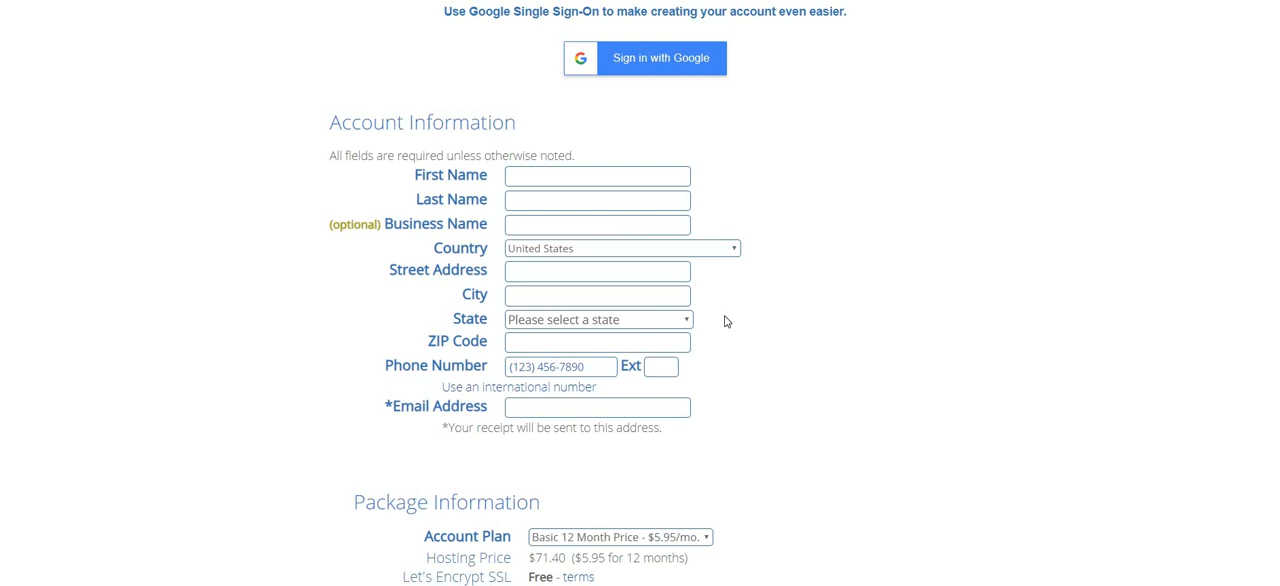 Use Google Single Sign-On to make creating your account even easier.
Sign in with Google
Account Information
All fields are required unless otherwise noted.
First Name
Last Name
(optional) Business Name
Country United States
Street Address
City
State Please select a state
ZIP Code
Phone Number (123) 456-7890 Ext
Use an international number
*Email Address
*Your receipt will be sent to this address.
Package Information
Account Plan Basic 12 Month Price - $5.95/mo.
Hosting Price $71.40 ($5.95 for 12 months)
Let's Encrypt SSL Free - terms